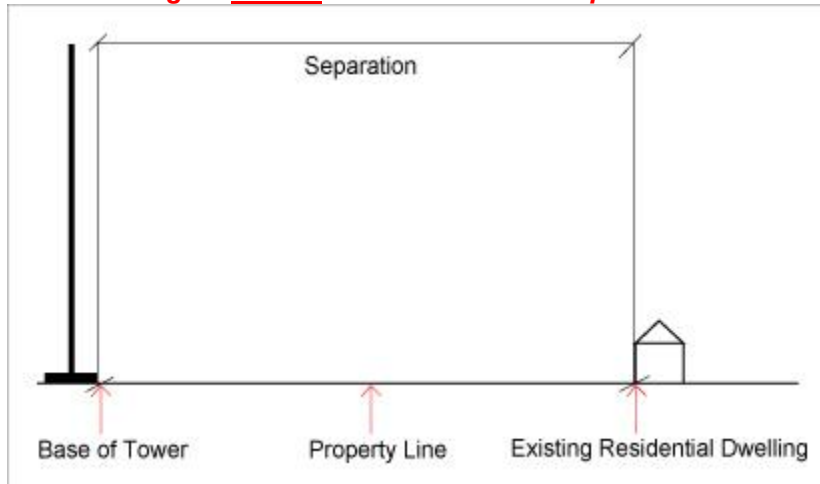 Separation
Base of Tower
Property Line
Existing Residential Dwelling